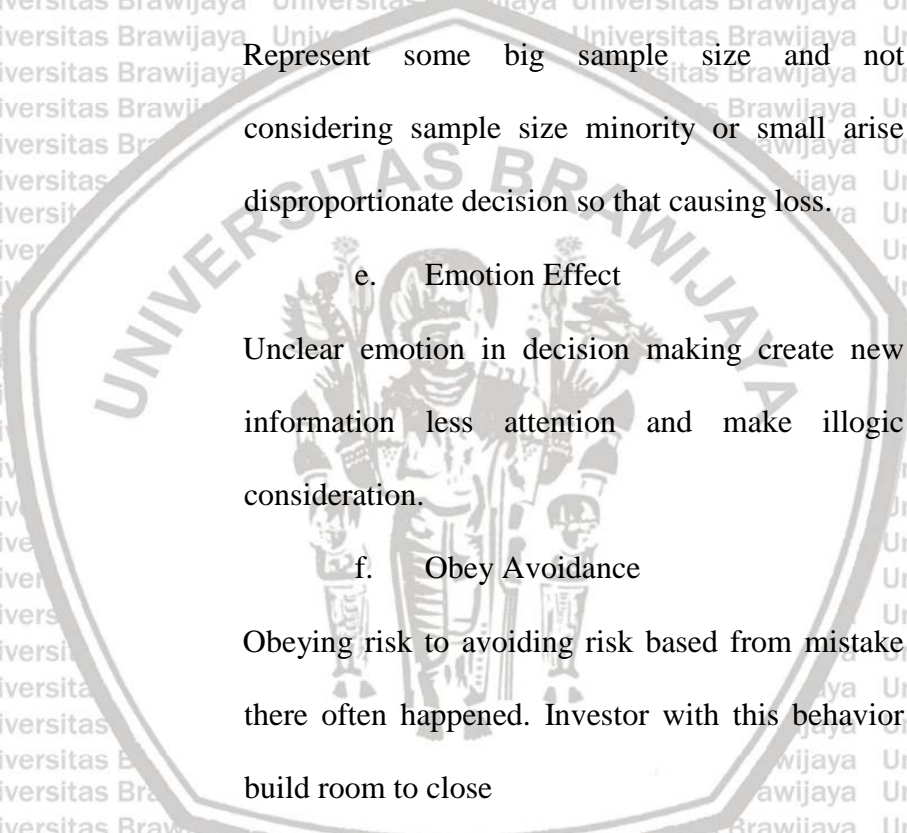 Represent some big sample size and not
considering sample size minority or small arise
disproportionate decision so that causing loss.
e. Emotion Effect
Unclear emotion in decision making create new
information less attention and make illogic
consideration.
f. Obey Avoidance
Obeying risk to avoiding risk based from mistake
there often happened. Investor with this behavior
build room to close
UNIVERSITAS BRAWIJAYA